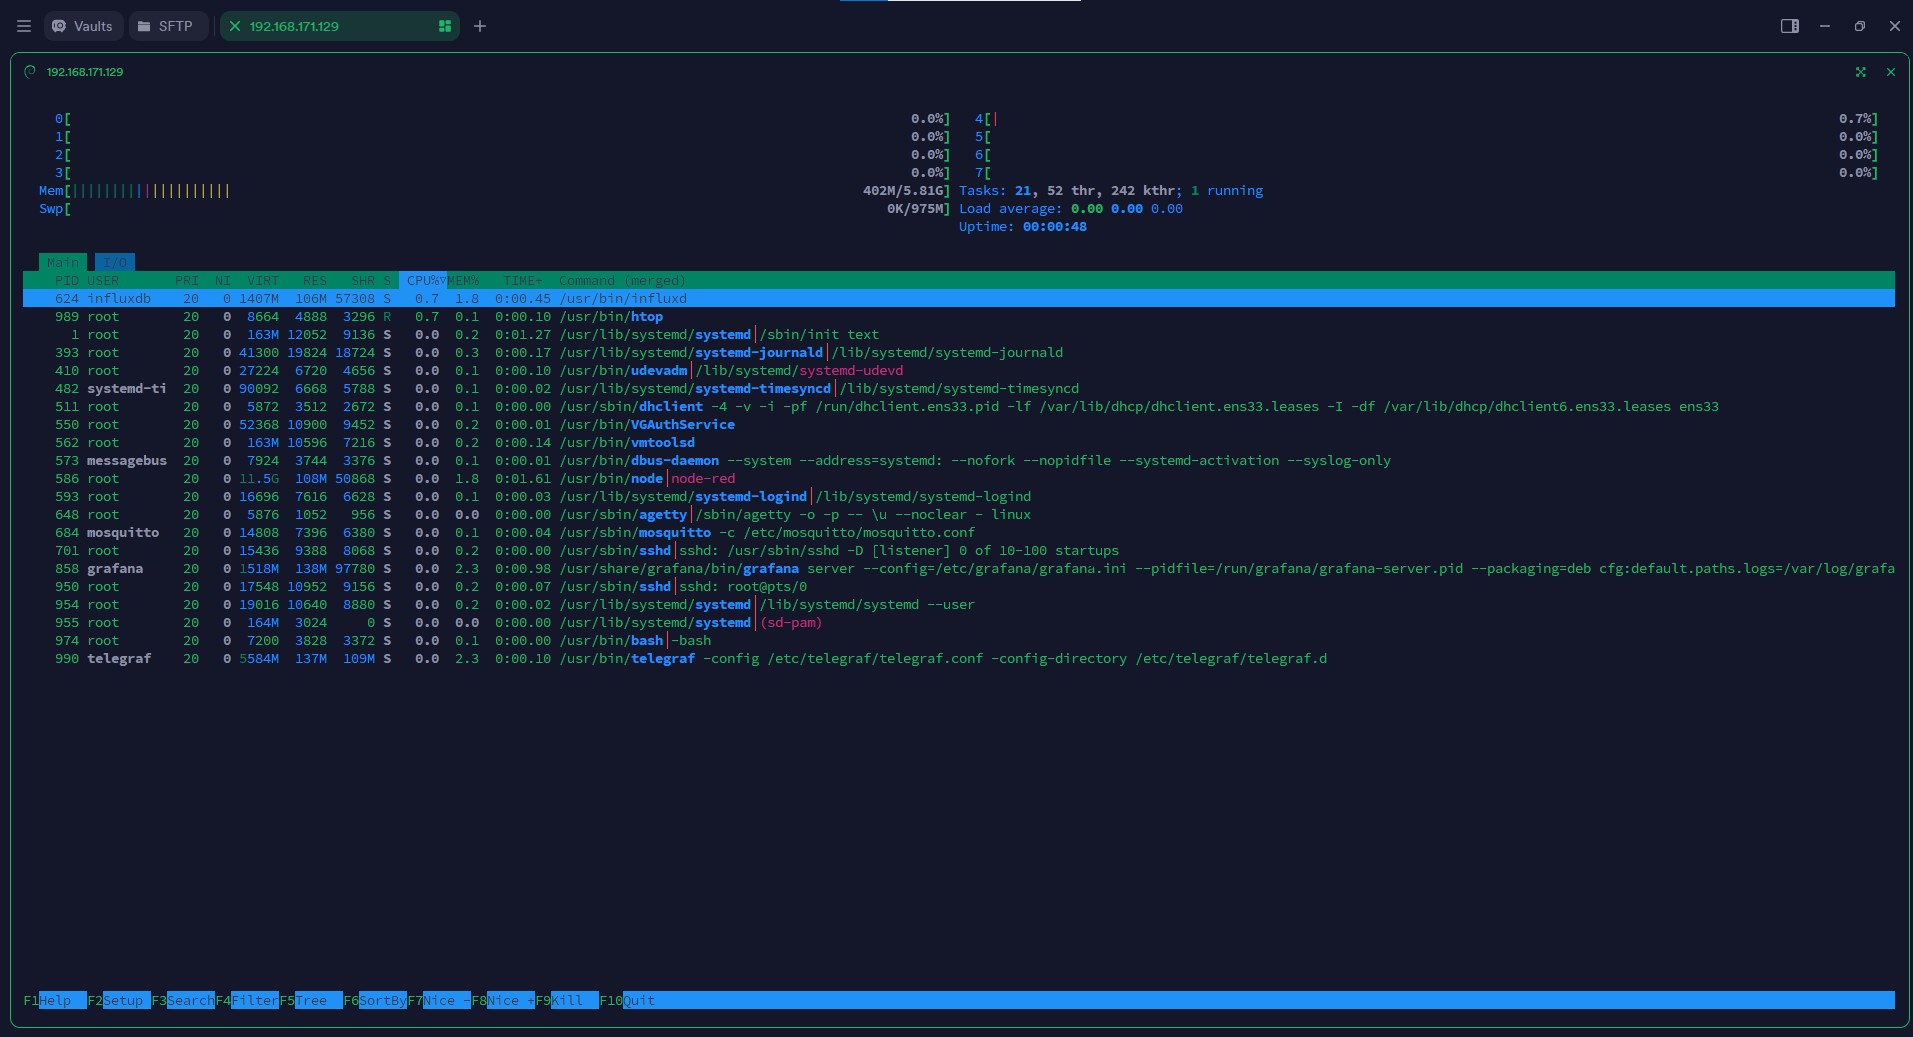 Vaults SFTP 192.168.171.129
192.168.171.129
0[ 0.0%] 4[| 0.7%]
1[ 0.0%] 5[ 0.0%]
2[ 0.0%] 6[ 0.0%]
3[ 0.0%] 7[ 0.0%]
Mem[|||||||||||||||||||| 402M/5.81G] Tasks: 21, 52 thr, 242 kthr; 1 running
Swp[ 0K/975M] Load average: 0.00 0.00 0.00
Uptime: 00:00:48
Main I/O
PID USER PRI NI VIRT RES SHR S CPU%▽MEM% TIME+ Command (merged)
624 influxdb 20 0 1407M 106M 57308 S 0.7 1.8 0:00.45 /usr/bin/influxd
989 root 20 0 8664 4888 3296 R 0.7 0.1 0:00.10 /usr/bin/htop
1 root 20 0 163M 12052 9136 S 0.0 0.2 0:01.27 /usr/lib/systemd/systemd|/sbin/init text
393 root 20 0 41300 19824 18724 S 0.0 0.3 0:00.17 /usr/lib/systemd/systemd-journald|/lib/systemd/systemd-journald
410 root 20 0 27224 6720 4656 S 0.0 0.1 0:00.10 /usr/bin/udevadm|/lib/systemd/systemd-udevd
482 systemd-ti 20 0 90092 6668 5788 S 0.0 0.1 0:00.02 /usr/lib/systemd/systemd-timesyncd|/lib/systemd/systemd-timesyncd
511 root 20 0 5872 3512 2672 S 0.0 0.1 0:00.00 /usr/sbin/dhclient -4 -v -i -pf /run/dhclient.ens33.pid -lf /var/lib/dhcp/dhclient.ens33.leases -I -df /var/lib/dhcp/dhclient6.ens33.leases ens33
550 root 20 0 52368 10900 9452 S 0.0 0.2 0:00.01 /usr/bin/VGAuthService
562 root 20 0 163M 10596 7216 S 0.0 0.2 0:00.14 /usr/bin/vmtoolsd
573 messagebus 20 0 7924 3744 3376 S 0.0 0.1 0:00.01 /usr/bin/dbus-daemon --system --address=systemd: --nofork --nopidfile --systemd-activation --syslog-only
586 root 20 0 11.5G 108M 50868 S 0.0 1.8 0:01.61 /usr/bin/node|node-red
593 root 20 0 16696 7616 6628 S 0.0 0.1 0:00.03 /usr/lib/systemd/systemd-logind|/lib/systemd/systemd-logind
648 root 20 0 5876 1052 956 S 0.0 0.0 0:00.00 /usr/sbin/agetty|/sbin/agetty -o -p -- \u --noclear - linux
684 mosquitto 20 0 14808 7396 6380 S 0.0 0.1 0:00.04 /usr/sbin/mosquitto -c /etc/mosquitto/mosquitto.conf
701 root 20 0 15436 9388 8068 S 0.0 0.2 0:00.00 /usr/sbin/sshd|sshd: /usr/sbin/sshd -D [listener] 0 of 10-100 startups
858 grafana 20 0 1518M 138M 97780 S 0.0 2.3 0:00.98 /usr/share/grafana/bin/grafana server --config=/etc/grafana/grafana.ini --pidfile=/run/grafana/grafana-server.pid --packaging=deb cfg:default.paths.logs=/var/log/grafa
950 root 20 0 17548 10952 9156 S 0.0 0.2 0:00.07 /usr/sbin/sshd|sshd: root@pts/0
954 root 20 0 19016 10640 8880 S 0.0 0.2 0:00.02 /usr/lib/systemd/systemd|/lib/systemd/systemd --user
955 root 20 0 164M 3024 0 S 0.0 0.0 0:00.00 /usr/lib/systemd/systemd|(sd-pam)
974 root 20 0 7200 3828 3372 S 0.0 0.1 0:00.00 /usr/bin/bash|-bash
990 telegraf 20 0 5584M 137M 109M S 0.0 2.3 0:00.10 /usr/bin/telegraf -config /etc/telegraf/telegraf.conf -config-directory /etc/telegraf/telegraf.d
F1Help F2Setup F3SearchF4FilterF5Tree F6SortByF7Nice -F8Nice +F9Kill F10Quit